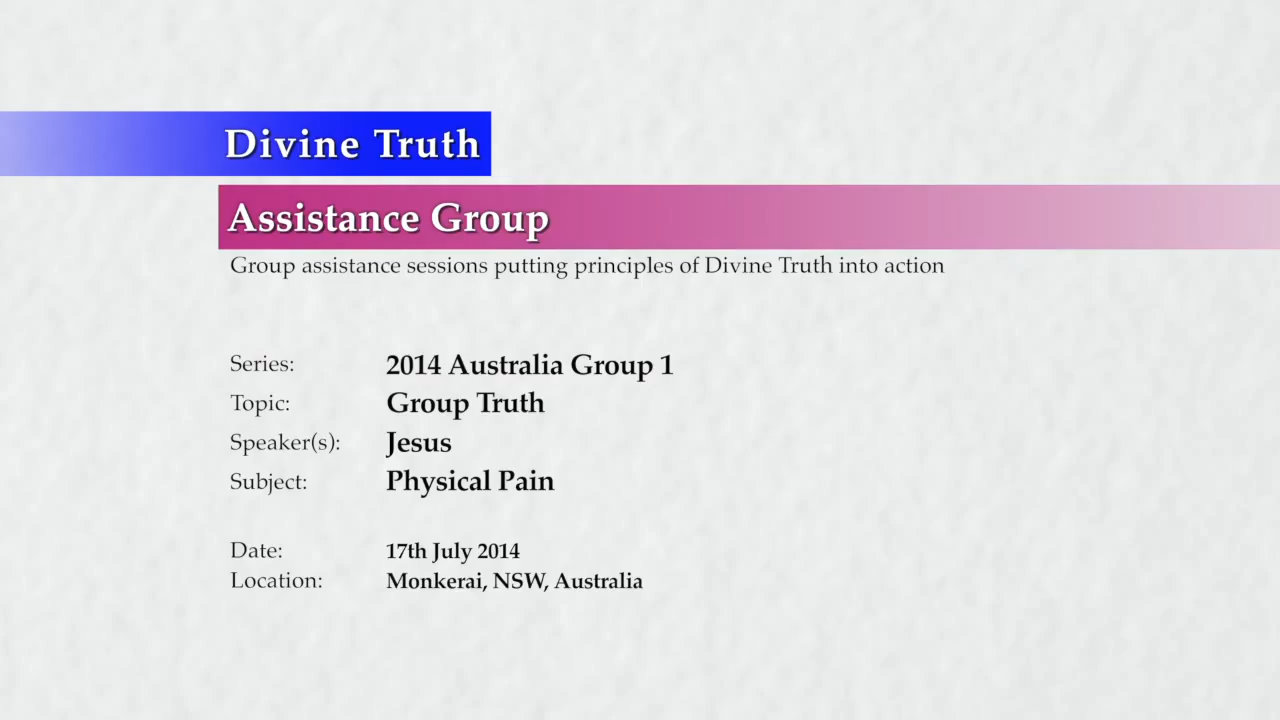 Divine Truth
Assistance Group
Group assistance sessions putting principles of Divine Truth into action
Series: 2014 Australia Group 1
Topic: Group Truth
Speaker(s): Jesus
Subject: Physical Pain
Date: 17th July 2014
Location: Monkerai, NSW, Australia